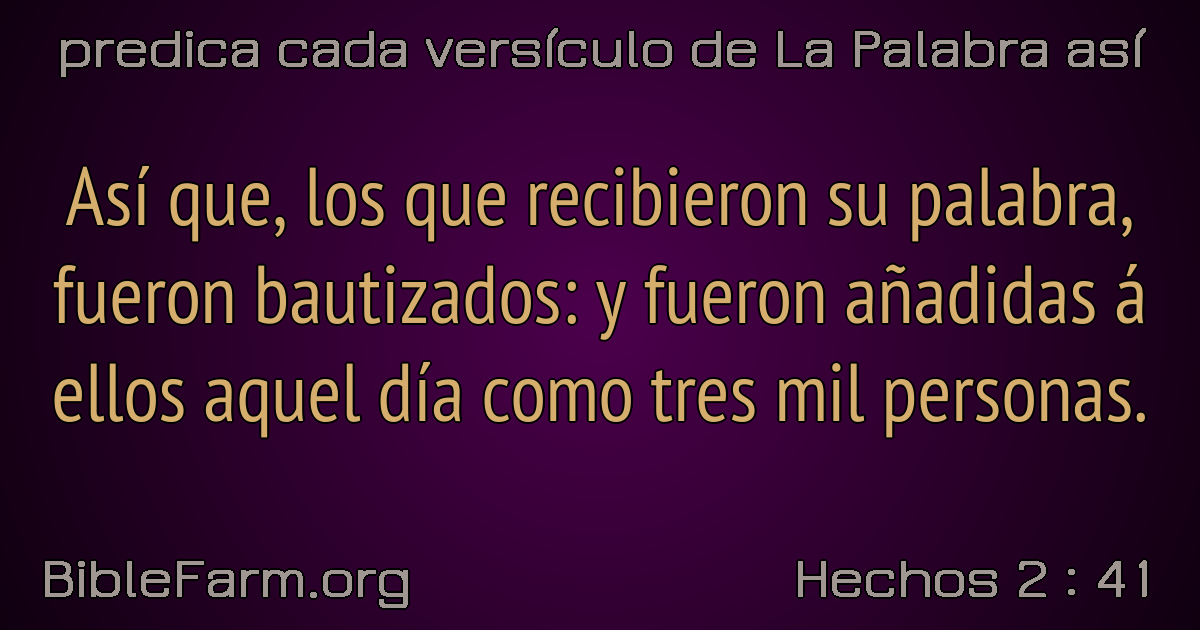 predica cada versículo de La Palabra así
Así que, los que recibieron su palabra,
fueron bautizados: y fueron añadidas á
ellos aquel día como tres mil personas.
BibleFarm.org
Hechos 2 : 41